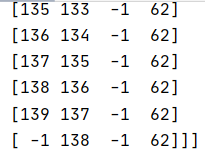 [135 133  -1  62]
[136 134  -1  62]
[137 135  -1  62]
[138 136  -1  62]
[139 137  -1  62]
[ -1 138  -1  62]]]